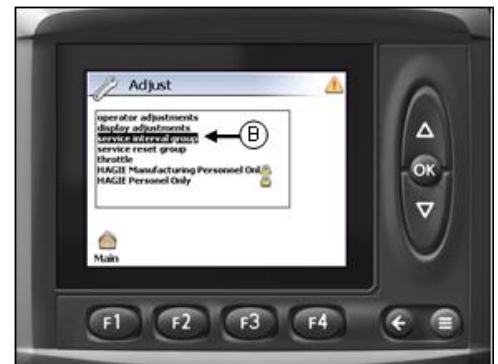 Adjust
operator adjustments
display adjustments
service interval group
B
service reset group
throttle
HAGIE Manufacturing Personnel Onl
HAGIE Personel Only
Main
OK
F1 F2 F3 F4